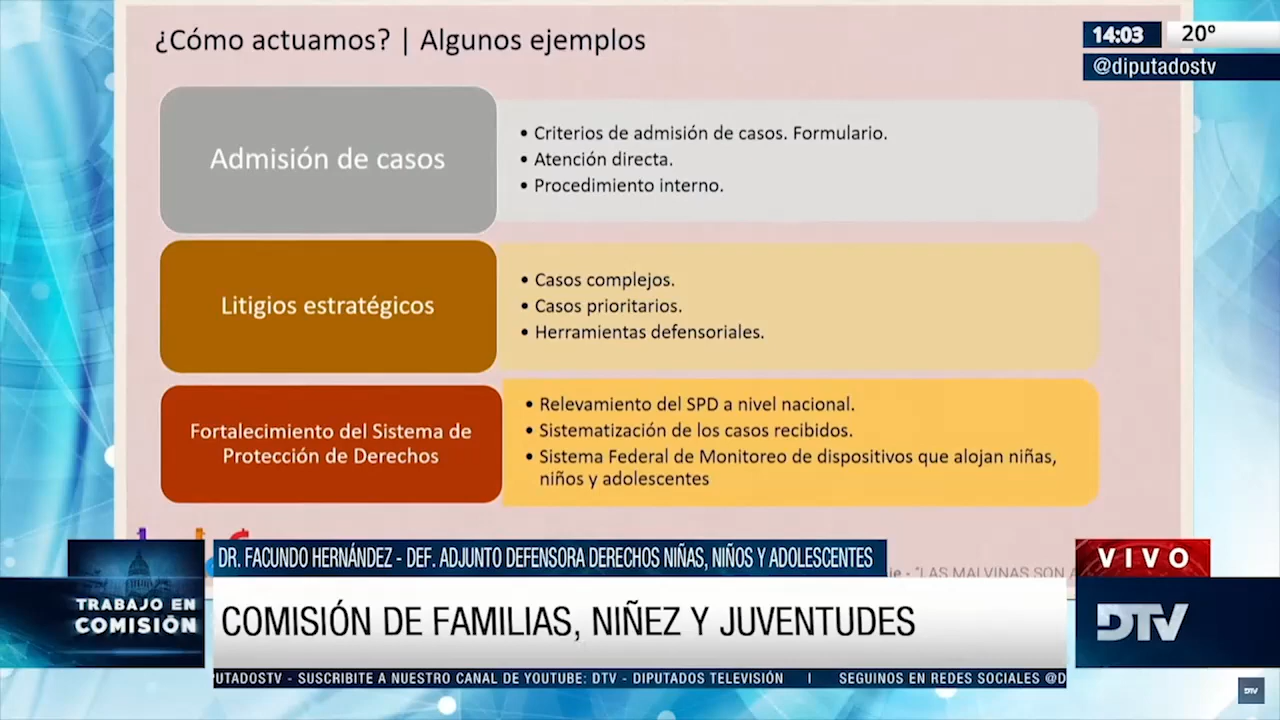 ¿Cómo actuamos? | Algunos ejemplos
14:03 20°
@diputadostv
Admisión de casos
• Criterios de admisión de casos. Formulario.
• Atención directa.
• Procedimiento interno.
Litigios estratégicos
• Casos complejos.
• Casos prioritarios.
• Herramientas defensoriales.
Fortalecimiento del Sistema de
Protección de Derechos
• Relevamiento del SPD a nivel nacional.
• Sistematización de los casos recibidos.
• Sistema Federal de Monitoreo de dispositivos que alojan niñas,
niños y adolescentes
DR. FACUNDO HERNÁNDEZ - DEF. ADJUNTO DEFENSORA DERECHOS NIÑAS, NIÑOS Y ADOLESCENTES
- "LAS MALVINAS SON
VIVO
TRABAJO EN
COMISIÓN
COMISIÓN DE FAMILIAS, NIÑEZ Y JUVENTUDES
DTV
UTADOSTV - SUSCRIBITE A NUESTRO CANAL DE YOUTUBE: DTV - DIPUTADOS TELEVISIÓN | SEGUINOS EN REDES SOCIALES @D
DTV